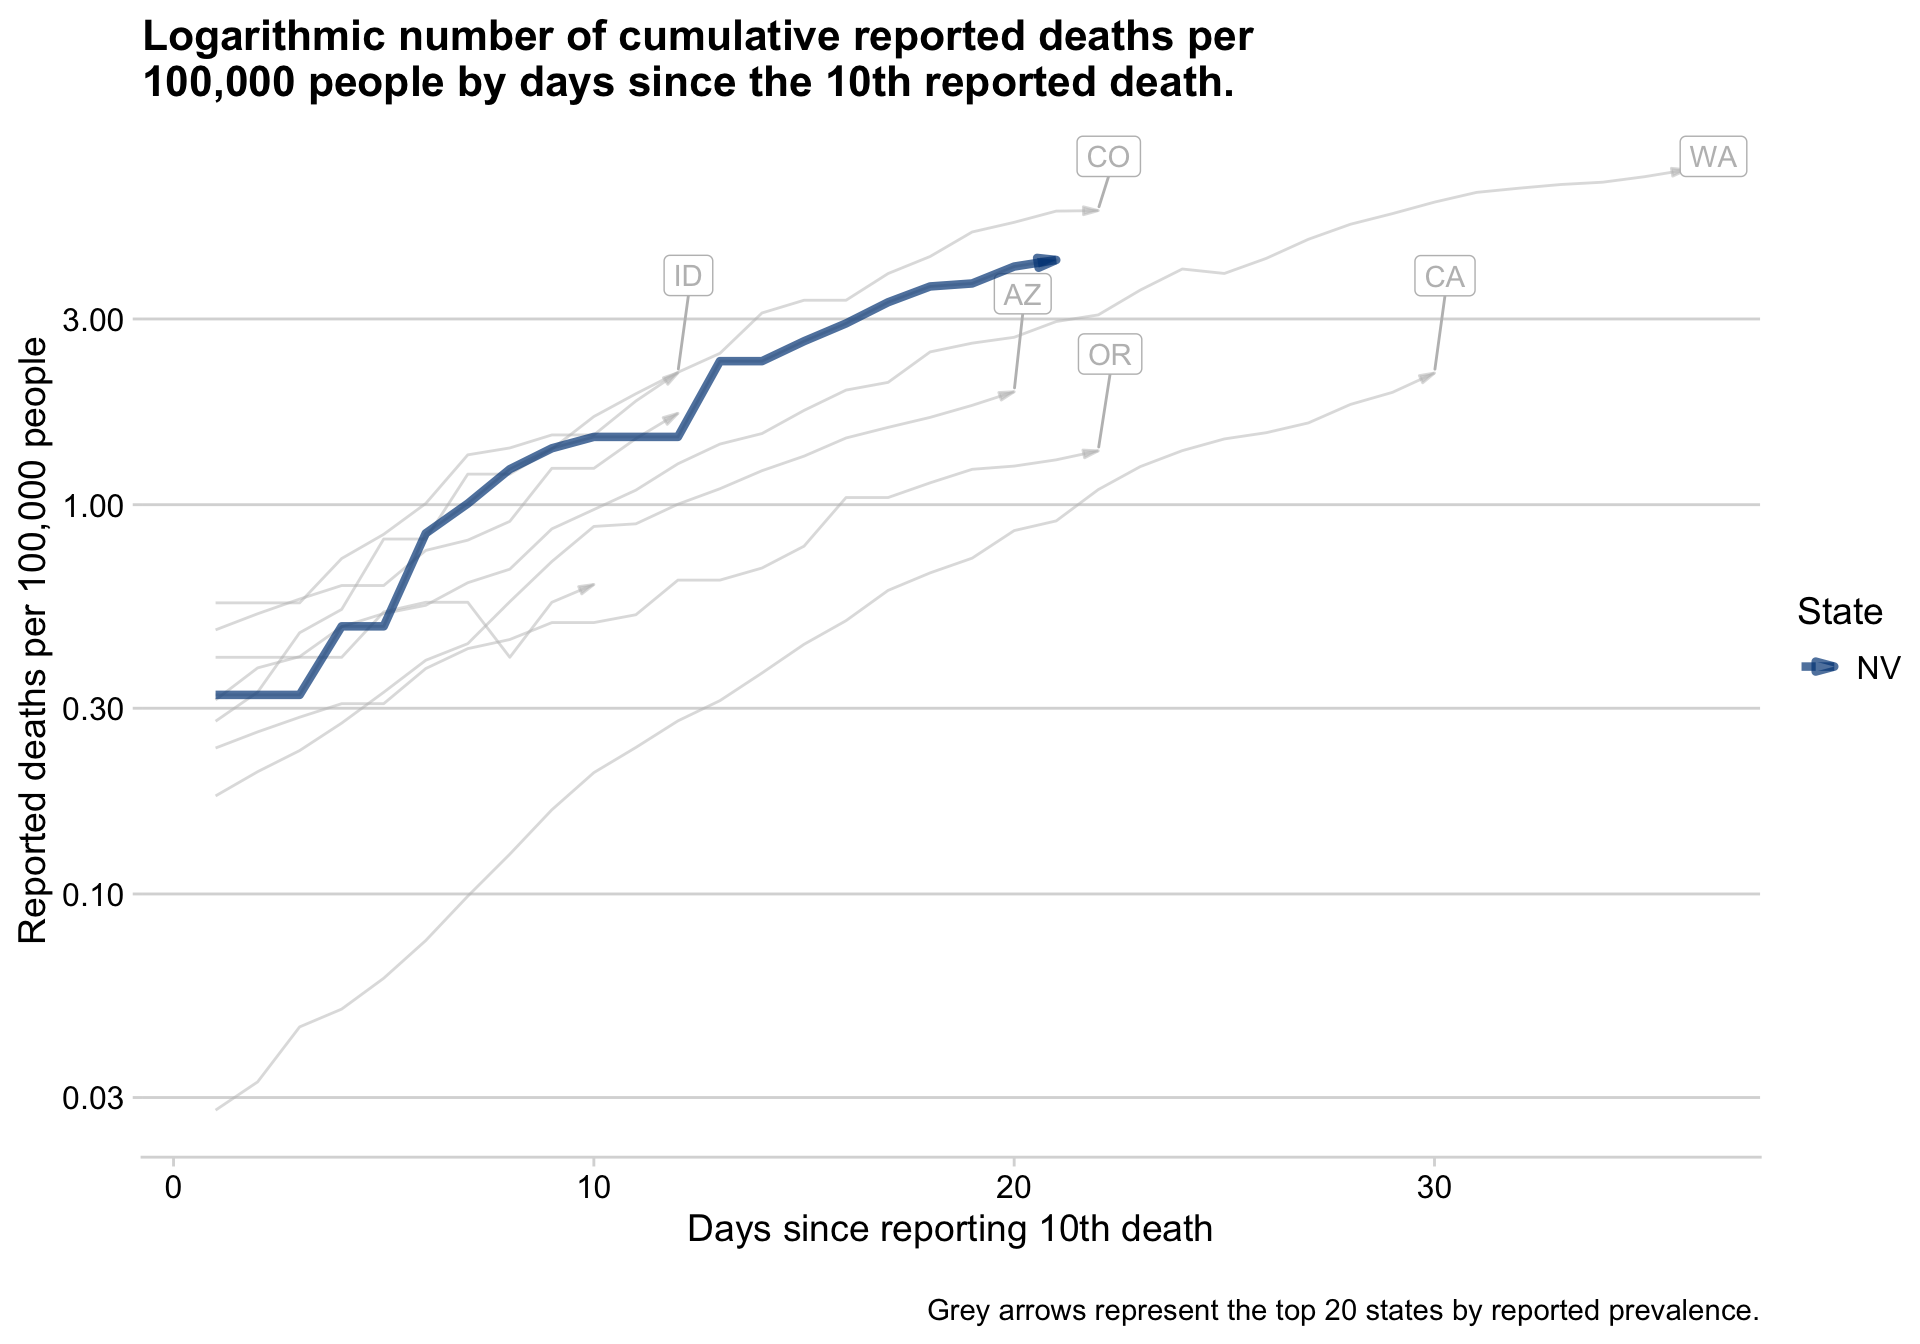 Logarithmic number of cumulative reported deaths per
100,000 people by days since the 10th reported death.
CO
WA
ID
CA
AZ
OR
3.00
1.00
0.30
0.10
0.03
Reported deaths per 100,000 people
State
NV
0
10
20
30
Days since reporting 10th death
Grey arrows represent the top 20 states by reported prevalence.